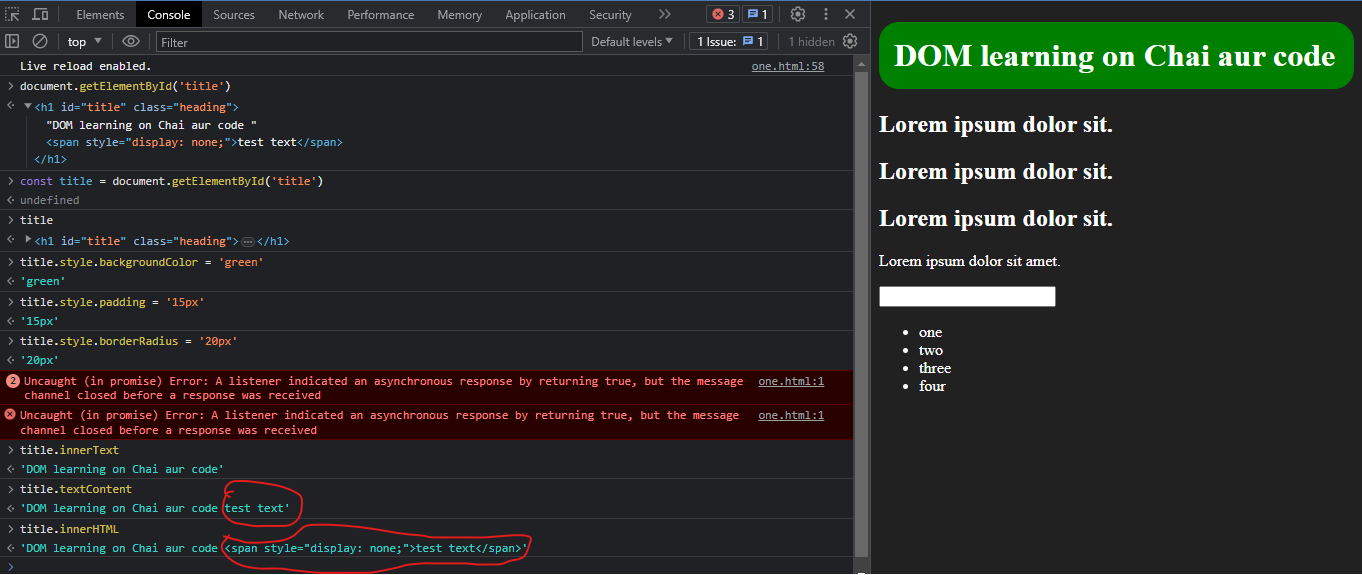 Elements Console Sources Network Performance Memory Application Security 3 1
top Filter Default levels 1 Issue: 1 1 hidden
Live reload enabled. one.html:58
document.getElementById('title')
<h1 id="title" class="heading">
"DOM learning on Chai aur code "
<span style="display: none;">test text</span>
</h1>
const title = document.getElementById('title')
undefined
title
<h1 id="title" class="heading">…</h1>
title.style.backgroundColor = 'green'
'green'
title.style.padding = '15px'
'15px'
title.style.borderRadius = '20px'
'20px'
2 Uncaught (in promise) Error: A listener indicated an asynchronous response by returning true, but the message one.html:1
channel closed before a response was received
Uncaught (in promise) Error: A listener indicated an asynchronous response by returning true, but the message one.html:1
channel closed before a response was received
title.innerText
'DOM learning on Chai aur code'
title.textContent
'DOM learning on Chai aur code test text'
title.innerHTML
'DOM learning on Chai aur code <span style="display: none;">test text</span>'
DOM learning on Chai aur code
Lorem ipsum dolor sit.
Lorem ipsum dolor sit.
Lorem ipsum dolor sit.
Lorem ipsum dolor sit amet.
• one
• two
• three
• four